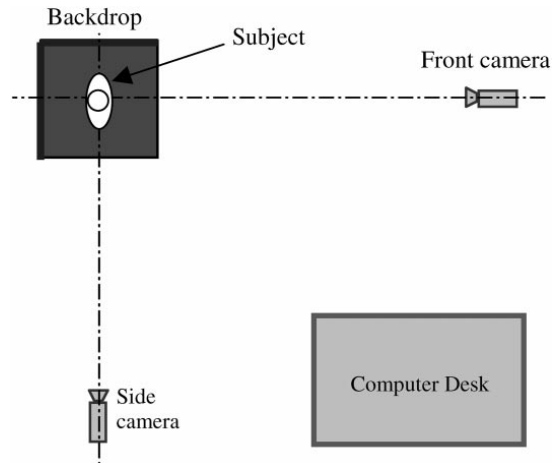 Backdrop
Subject
Front camera
Computer Desk
Side
camera